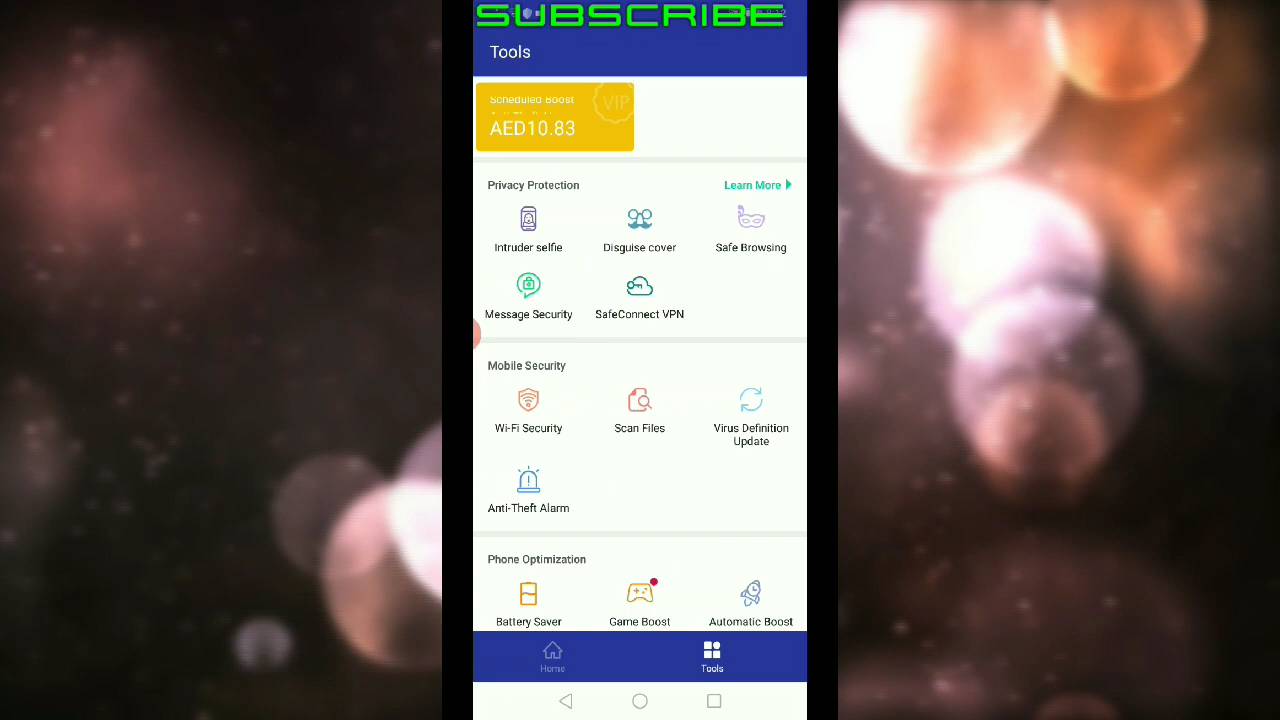 SUBSCRIBE
Tools
Scheduled Boost
VIP
AED10.83
Privacy Protection
Learn More
Intruder selfie
Disguise cover
Safe Browsing
Message Security
SafeConnect VPN
Mobile Security
Wi-Fi Security
Scan Files
Virus Definition
Update
Anti-Theft Alarm
Phone Optimization
Battery Saver
Game Boost
Automatic Boost
Home
Tools